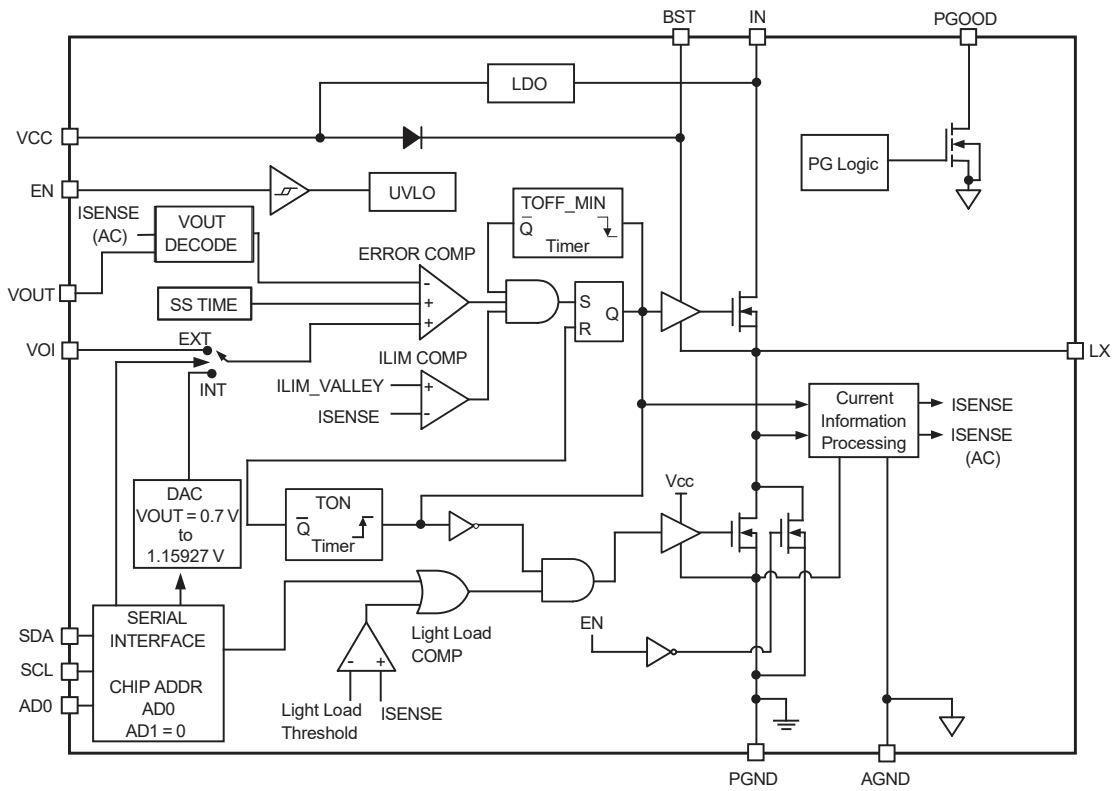 BST
IN
PGOOD
LDO
VCC
PG Logic
EN
UVLO
TOFF_MIN
Q
Timer
ISENSE
(AC)
VOUT
DECODE
ERROR COMP
-
+
+
VOUT
SS TIME
S
Q
R
VOI
EXT
INT
LX
ILIM COMP
ILIM_VALLEY
+
ISENSE
-
Current
Information
Processing
ISENSE
ISENSE
(AC)
DAC
VOUT = 0.7 V
to
1.15927 V
TON
Q
Timer
Vcc
SERIAL
INTERFACE
CHIP ADDR
AD0
AD1 = 0
SDA
SCL
AD0
Light Load
COMP
-
+
Light Load
Threshold
ISENSE
EN
PGND
AGND